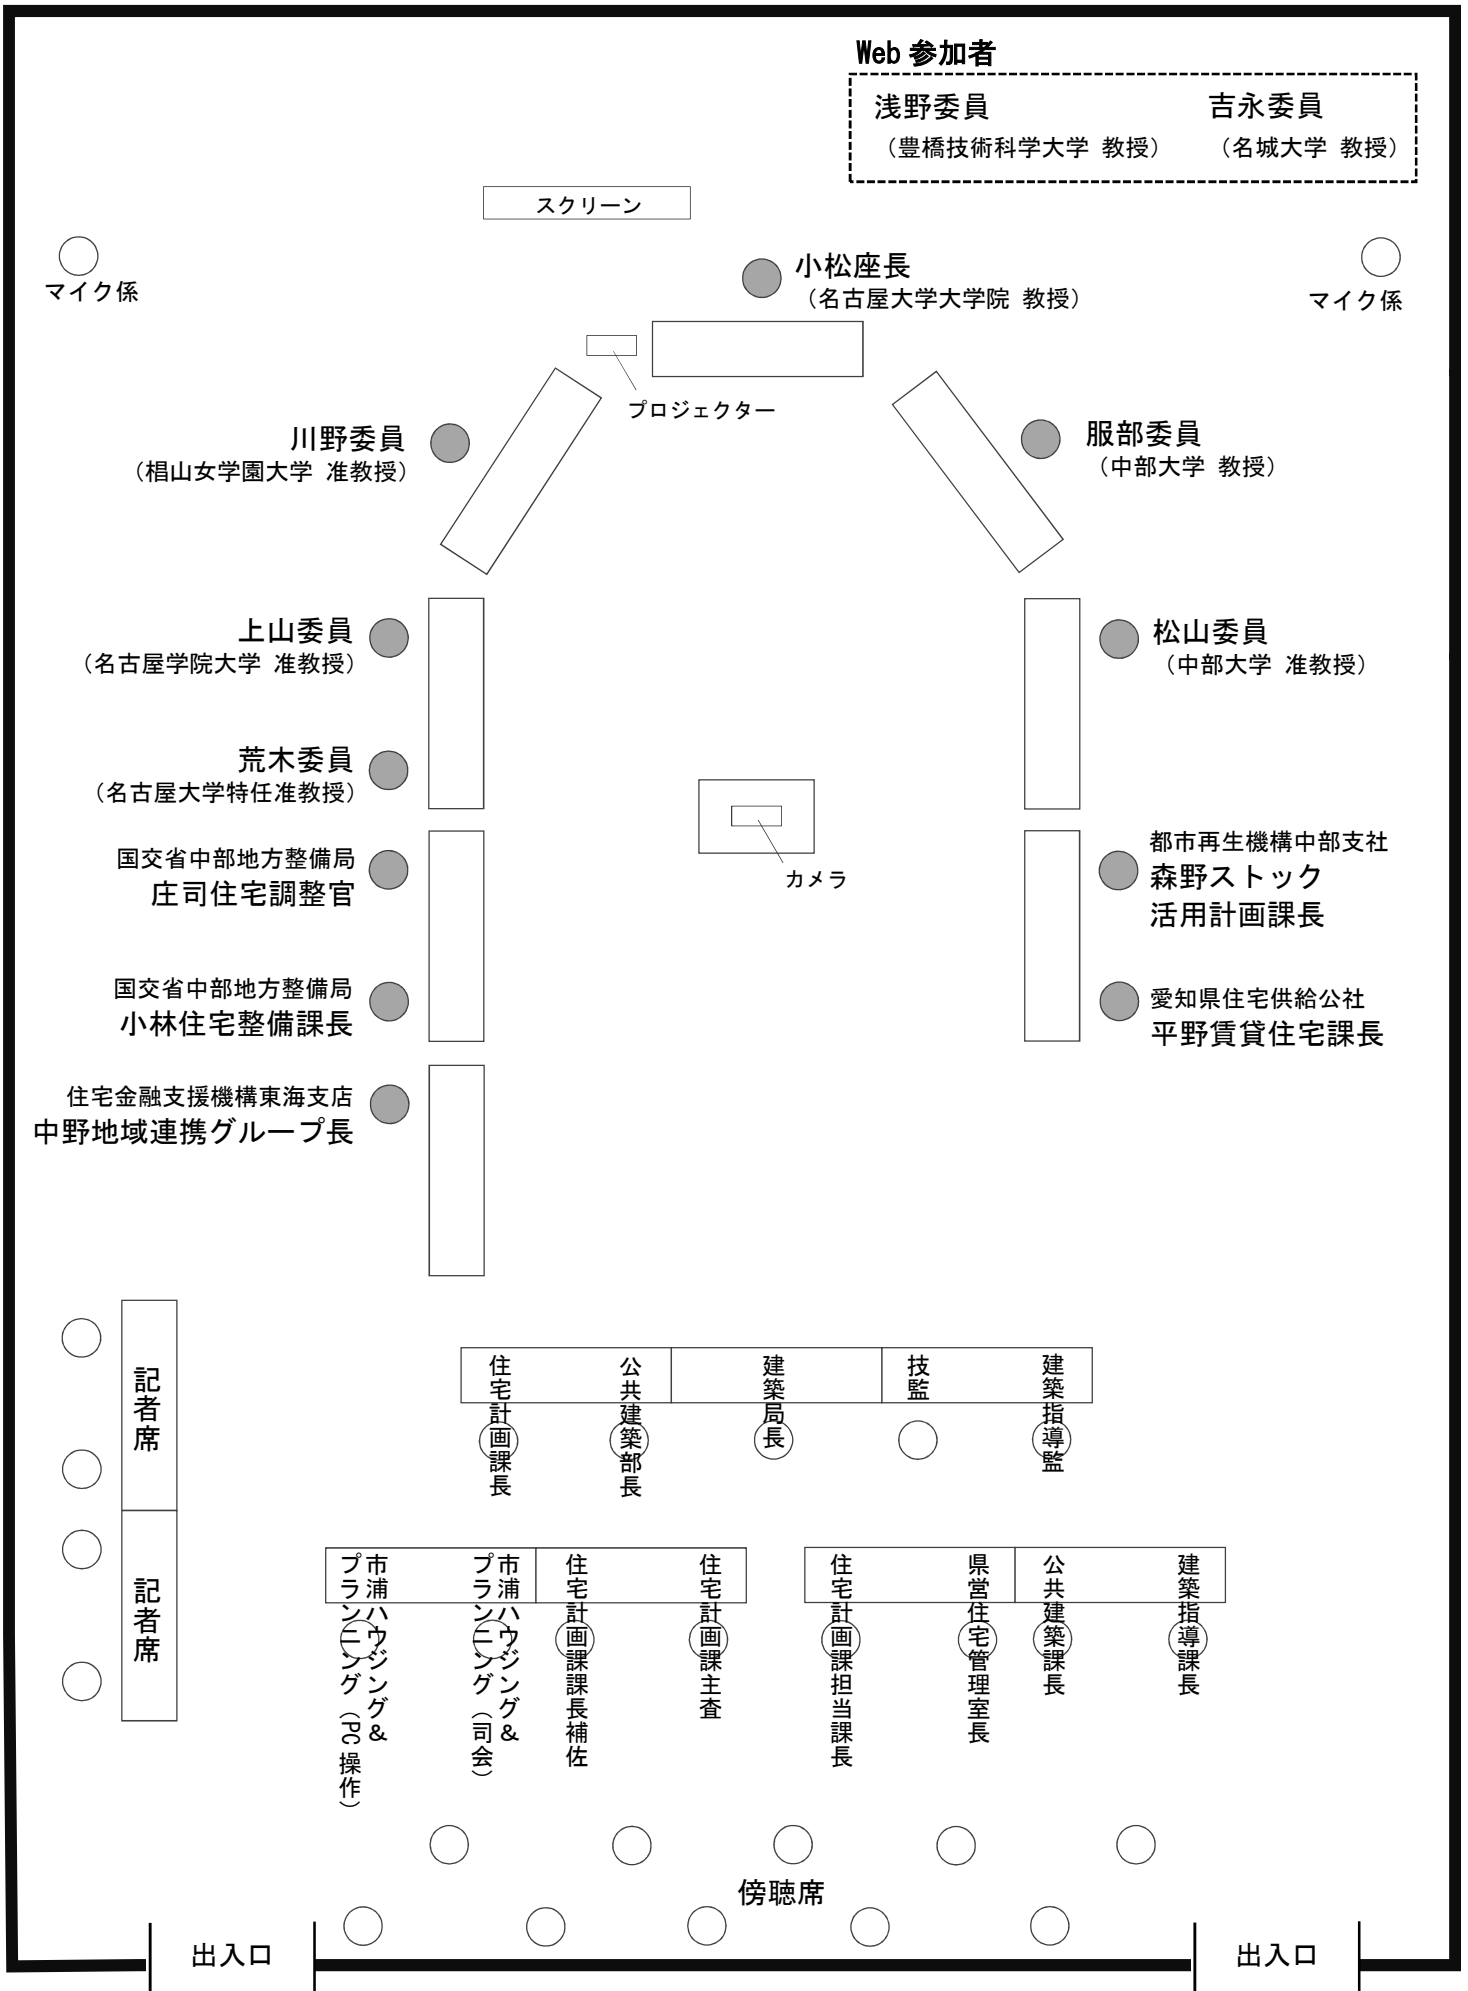 Web 参加者
浅野委員
（豊橋技術科学大学 教授）
吉永委員
（名城大学 教授）
スクリーン
マイク係
小松座長
（名古屋大学大学院 教授）
マイク係
プロジェクター
川野委員
（椙山女学園大学 准教授）
服部委員
（中部大学 教授）
上山委員
（名古屋学院大学 准教授）
松山委員
（中部大学 准教授）
荒木委員
（名古屋大学特任准教授）
カメラ
国交省中部地方整備局
庄司住宅調整官
都市再生機構中部支社
森野ストック
活用計画課長
国交省中部地方整備局
小林住宅整備課長
愛知県住宅供給公社
平野賃貸住宅課長
住宅金融支援機構東海支店
中野地域連携グループ長
記者席
記者席
住宅計画課長
公共建築部長
建築局長
技監
建築指導監
市浦ハウジング＆
プランニング（PC 操作）
市浦ハウジング＆
プランニング（司会）
住宅計画課課長補佐
住宅計画課主査
住宅計画課担当課長
県営住宅管理室長
公共建築課長
建築指導課長
傍聴席
出入口
出入口